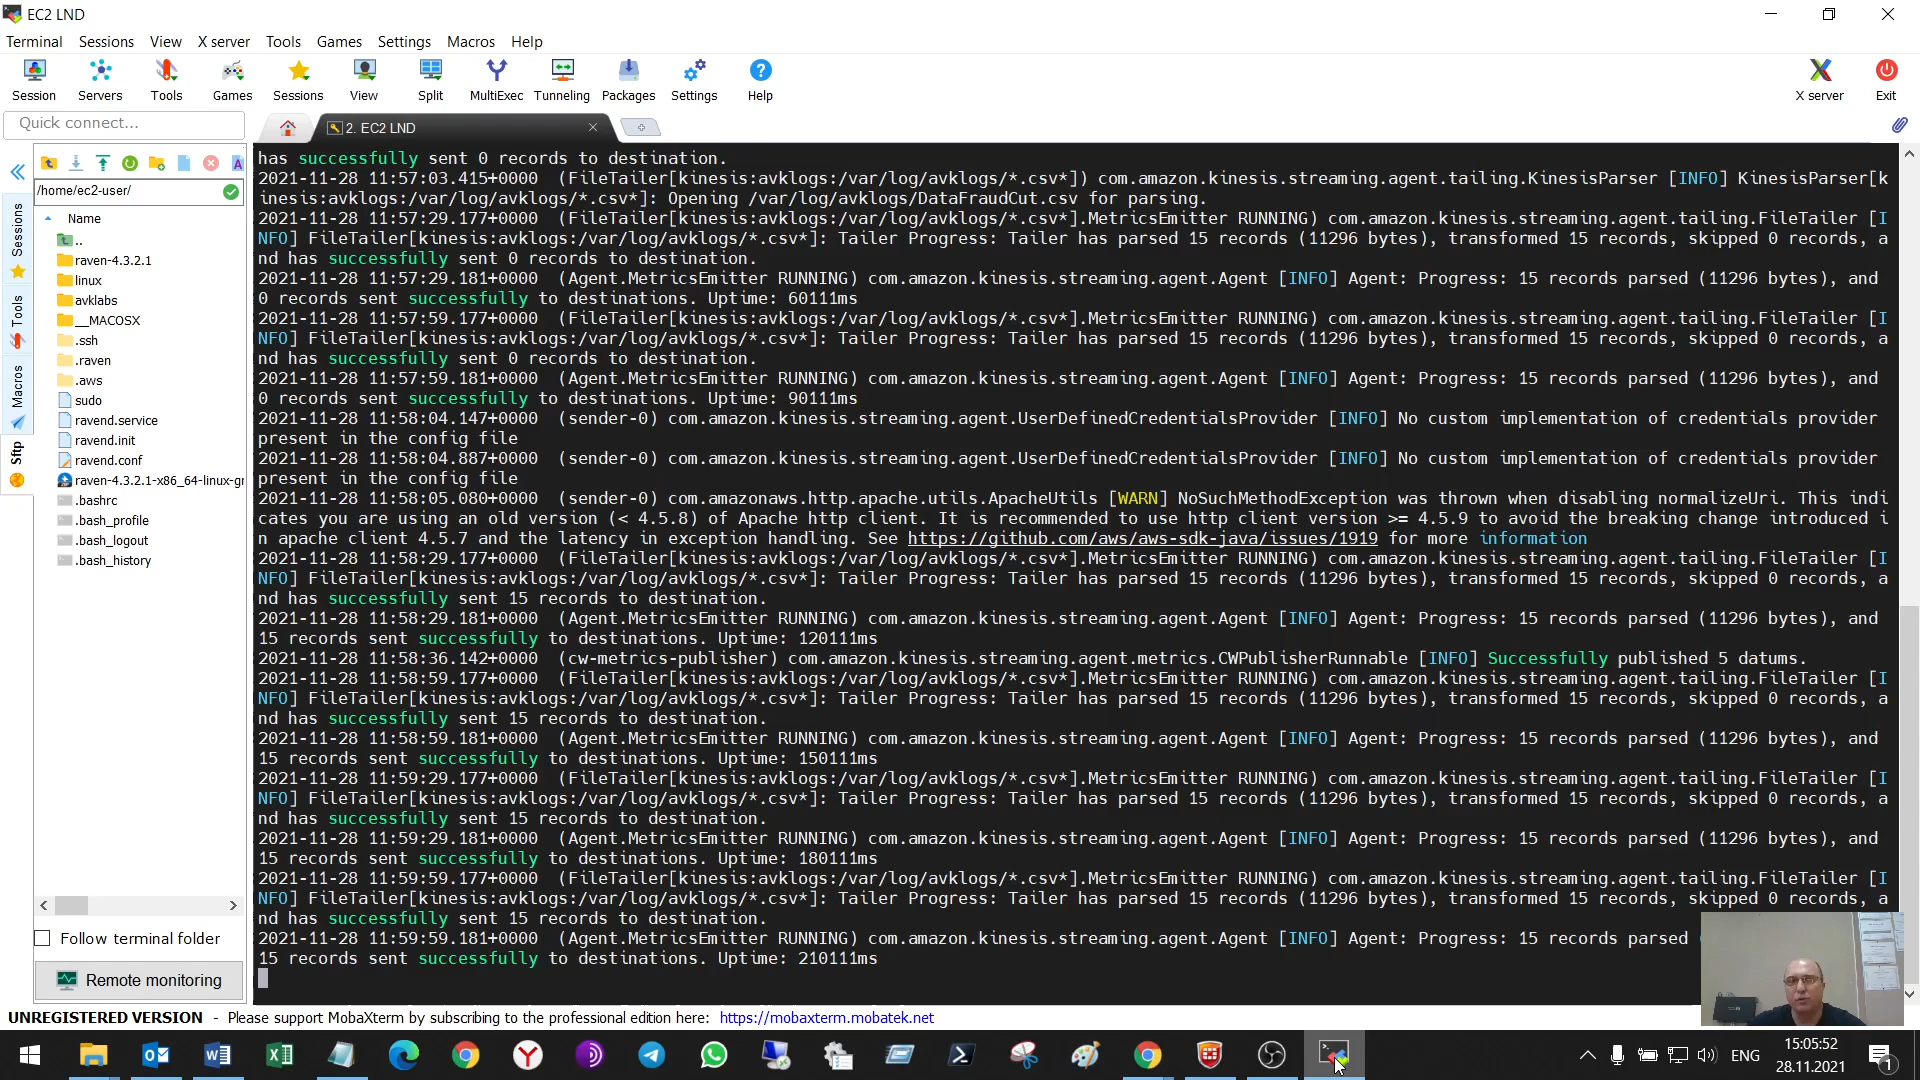 EC2 LND
Terminal Sessions View X server Tools Games Settings Macros Help
Session Servers Tools Games Sessions View Split MultiExec Tunneling Packages Settings Help X server Exit
Quick connect...
2. EC2 LND
/home/ec2-user/
Name
..
raven-4.3.2.1
linux
avklabs
__MACOSX
.ssh
.raven
.aws
sudo
ravend.service
ravend.init
ravend.conf
raven-4.3.2.1-x86_64-linux-gr
.bashrc
.bash_profile
.bash_logout
.bash_history
Sessions
Tools
Macros
Sftp
Follow terminal folder
Remote monitoring
has successfully sent 0 records to destination.
2021-11-28 11:57:03.415+0000  (FileTailer[kinesis:avklogs:/var/log/avklogs/*.csv*]) com.amazon.kinesis.streaming.agent.tailing.KinesisParser [INFO] KinesisParser[k
inesis:avklogs:/var/log/avklogs/*.csv*]: Opening /var/log/avklogs/DataFraudCut.csv for parsing.
2021-11-28 11:57:29.177+0000  (FileTailer[kinesis:avklogs:/var/log/avklogs/*.csv*].MetricsEmitter RUNNING) com.amazon.kinesis.streaming.agent.tailing.FileTailer [I
NFO] FileTailer[kinesis:avklogs:/var/log/avklogs/*.csv*]: Tailer Progress: Tailer has parsed 15 records (11296 bytes), transformed 15 records, skipped 0 records, a
nd has successfully sent 0 records to destination.
2021-11-28 11:57:29.181+0000  (Agent.MetricsEmitter RUNNING) com.amazon.kinesis.streaming.agent.Agent [INFO] Agent: Progress: 15 records parsed (11296 bytes), and
0 records sent successfully to destinations. Uptime: 60111ms
2021-11-28 11:57:59.177+0000  (FileTailer[kinesis:avklogs:/var/log/avklogs/*.csv*].MetricsEmitter RUNNING) com.amazon.kinesis.streaming.agent.tailing.FileTailer [I
NFO] FileTailer[kinesis:avklogs:/var/log/avklogs/*.csv*]: Tailer Progress: Tailer has parsed 15 records (11296 bytes), transformed 15 records, skipped 0 records, a
nd has successfully sent 0 records to destination.
2021-11-28 11:57:59.181+0000  (Agent.MetricsEmitter RUNNING) com.amazon.kinesis.streaming.agent.Agent [INFO] Agent: Progress: 15 records parsed (11296 bytes), and
0 records sent successfully to destinations. Uptime: 90111ms
2021-11-28 11:58:04.147+0000  (sender-0) com.amazon.kinesis.streaming.agent.UserDefinedCredentialsProvider [INFO] No custom implementation of credentials provider
present in the config file
2021-11-28 11:58:04.887+0000  (sender-0) com.amazon.kinesis.streaming.agent.UserDefinedCredentialsProvider [INFO] No custom implementation of credentials provider
present in the config file
2021-11-28 11:58:05.080+0000  (sender-0) com.amazonaws.http.apache.utils.ApacheUtils [WARN] NoSuchMethodException was thrown when disabling normalizeUri. This indi
cates you are using an old version (< 4.5.8) of Apache http client. It is recommended to use http client version >= 4.5.9 to avoid the breaking change introduced i
n apache client 4.5.7 and the latency in exception handling. See https://github.com/aws/aws-sdk-java/issues/1919 for more information
2021-11-28 11:58:29.177+0000  (FileTailer[kinesis:avklogs:/var/log/avklogs/*.csv*].MetricsEmitter RUNNING) com.amazon.kinesis.streaming.agent.tailing.FileTailer [I
NFO] FileTailer[kinesis:avklogs:/var/log/avklogs/*.csv*]: Tailer Progress: Tailer has parsed 15 records (11296 bytes), transformed 15 records, skipped 0 records, a
nd has successfully sent 15 records to destination.
2021-11-28 11:58:29.181+0000  (Agent.MetricsEmitter RUNNING) com.amazon.kinesis.streaming.agent.Agent [INFO] Agent: Progress: 15 records parsed (11296 bytes), and
15 records sent successfully to destinations. Uptime: 120111ms
2021-11-28 11:58:36.142+0000  (cw-metrics-publisher) com.amazon.kinesis.streaming.agent.metrics.CWPublisherRunnable [INFO] Successfully published 5 datums.
2021-11-28 11:58:59.177+0000  (FileTailer[kinesis:avklogs:/var/log/avklogs/*.csv*].MetricsEmitter RUNNING) com.amazon.kinesis.streaming.agent.tailing.FileTailer [I
NFO] FileTailer[kinesis:avklogs:/var/log/avklogs/*.csv*]: Tailer Progress: Tailer has parsed 15 records (11296 bytes), transformed 15 records, skipped 0 records, a
nd has successfully sent 15 records to destination.
2021-11-28 11:58:59.181+0000  (Agent.MetricsEmitter RUNNING) com.amazon.kinesis.streaming.agent.Agent [INFO] Agent: Progress: 15 records parsed (11296 bytes), and
15 records sent successfully to destinations. Uptime: 150111ms
2021-11-28 11:59:29.177+0000  (FileTailer[kinesis:avklogs:/var/log/avklogs/*.csv*].MetricsEmitter RUNNING) com.amazon.kinesis.streaming.agent.tailing.FileTailer [I
NFO] FileTailer[kinesis:avklogs:/var/log/avklogs/*.csv*]: Tailer Progress: Tailer has parsed 15 records (11296 bytes), transformed 15 records, skipped 0 records, a
nd has successfully sent 15 records to destination.
2021-11-28 11:59:29.181+0000  (Agent.MetricsEmitter RUNNING) com.amazon.kinesis.streaming.agent.Agent [INFO] Agent: Progress: 15 records parsed (11296 bytes), and
15 records sent successfully to destinations. Uptime: 180111ms
2021-11-28 11:59:59.177+0000  (FileTailer[kinesis:avklogs:/var/log/avklogs/*.csv*].MetricsEmitter RUNNING) com.amazon.kinesis.streaming.agent.tailing.FileTailer [I
NFO] FileTailer[kinesis:avklogs:/var/log/avklogs/*.csv*]: Tailer Progress: Tailer has parsed 15 records (11296 bytes), transformed 15 records, skipped 0 records, a
nd has successfully sent 15 records to destination.
2021-11-28 11:59:59.181+0000  (Agent.MetricsEmitter RUNNING) com.amazon.kinesis.streaming.agent.Agent [INFO] Agent: Progress: 15 records parsed
15 records sent successfully to destinations. Uptime: 210111ms
UNREGISTERED VERSION - Please support MobaXterm by subscribing to the professional edition here: https://mobaxterm.mobatek.net
ENG
15:05:52
28.11.2021
1